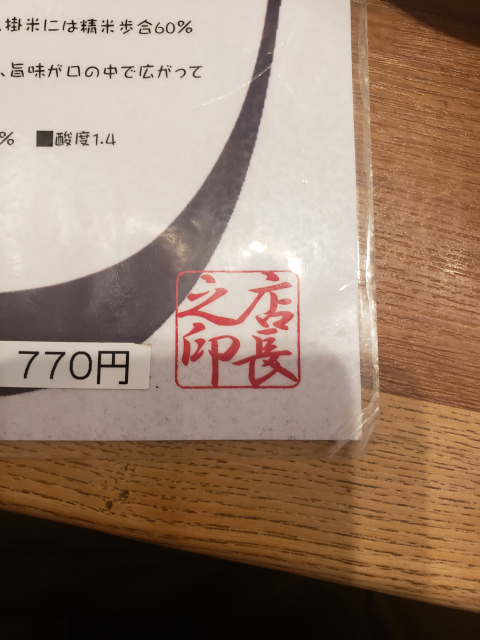 、掛米には精米歩合60%
、旨味が口の中で広がって
% ■酸度1.4
770円
店長
之印